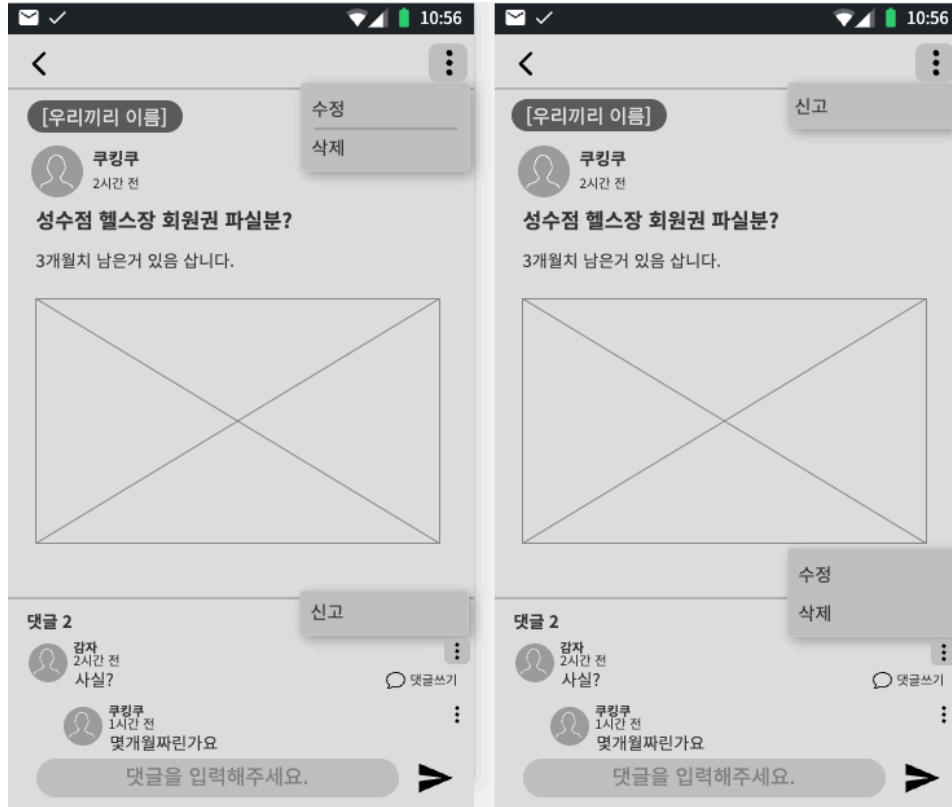 10:56
수정
[우리끼리 이름]
삭제
쿠킹쿠
2시간 전
성수점 헬스장 회원권 파실분?
3개월치 남은거 있음 삽니다.
신고
댓글 2
감자
2시간 전
사실?
댓글쓰기
쿠킹쿠
1시간 전
몇개월짜린가요
댓글을 입력해주세요.
10:56
신고
[우리끼리 이름]
쿠킹쿠
2시간 전
성수점 헬스장 회원권 파실분?
3개월치 남은거 있음 삽니다.
수정
삭제
댓글 2
감자
2시간 전
사실?
댓글쓰기
쿠킹쿠
1시간 전
몇개월짜린가요
댓글을 입력해주세요.